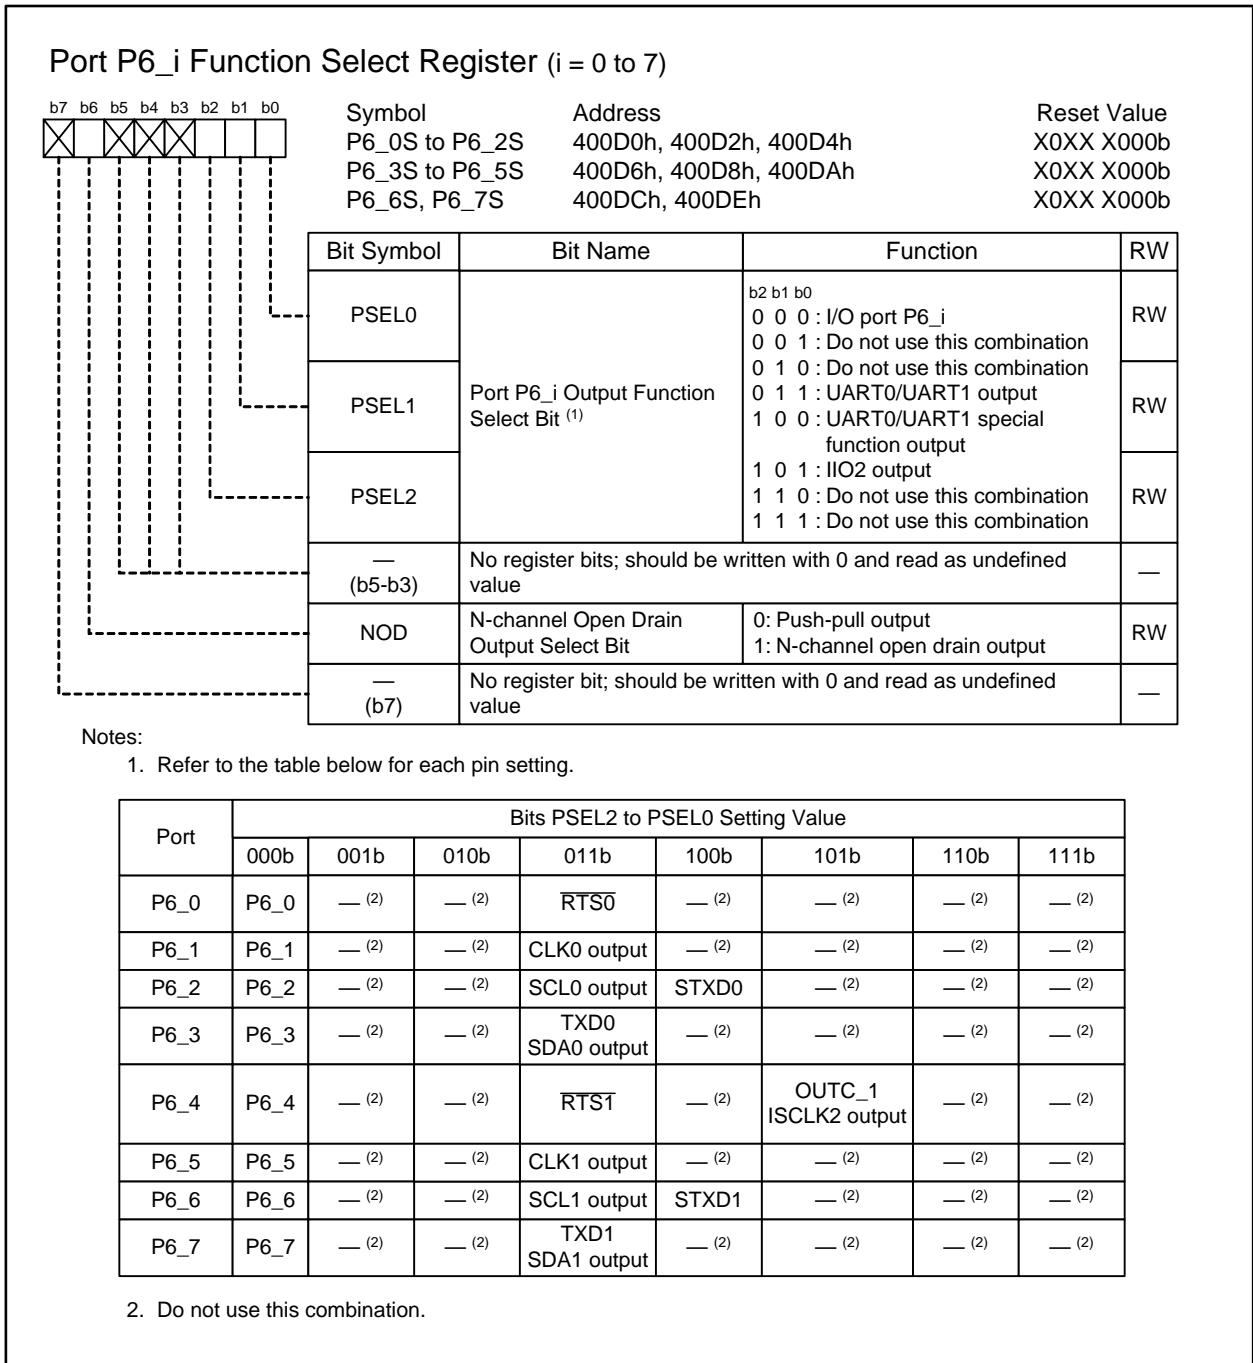 Port P6_i Function Select Register (i = 0 to 7)
b7 b6 b5 b4 b3 b2 b1 b0
Symbol Address Reset Value
P6_0S to P6_2S 400D0h, 400D2h, 400D4h X0XX X000b
P6_3S to P6_5S 400D6h, 400D8h, 400DAh X0XX X000b
P6_6S, P6_7S 400DCh, 400DEh X0XX X000b
Bit Symbol Bit Name Function RW
PSEL0 RW
PSEL1 RW
PSEL2 RW
Port P6_i Output Function
Select Bit (1)
b2 b1 b0
0 0 0 : I/O port P6_i
0 0 1 : Do not use this combination
0 1 0 : Do not use this combination
0 1 1 : UART0/UART1 output
1 0 0 : UART0/UART1 special
function output
1 0 1 : IIO2 output
1 1 0 : Do not use this combination
1 1 1 : Do not use this combination
— (b5-b3)
No register bits; should be written with 0 and read as undefined
value —
NOD
N-channel Open Drain
Output Select Bit
0: Push-pull output
1: N-channel open drain output
RW
— (b7)
No register bit; should be written with 0 and read as undefined
value —
Notes:
1. Refer to the table below for each pin setting.
Port Bits PSEL2 to PSEL0 Setting Value
000b 001b 010b 011b 100b 101b 110b 111b
P6_0 P6_0 — (2) — (2) RTS0 — (2) — (2) — (2) — (2)
P6_1 P6_1 — (2) — (2) CLK0 output — (2) — (2) — (2) — (2)
P6_2 P6_2 — (2) — (2) SCL0 output STXD0 — (2) — (2) — (2)
P6_3 P6_3 — (2) — (2) TXD0 SDA0 output — (2) — (2) — (2) — (2)
P6_4 P6_4 — (2) — (2) RTS1 — (2) OUTC_1 ISCLK2 output — (2) — (2)
P6_5 P6_5 — (2) — (2) CLK1 output — (2) — (2) — (2) — (2)
P6_6 P6_6 — (2) — (2) SCL1 output STXD1 — (2) — (2) — (2)
P6_7 P6_7 — (2) — (2) TXD1 SDA1 output — (2) — (2) — (2) — (2)
2. Do not use this combination.